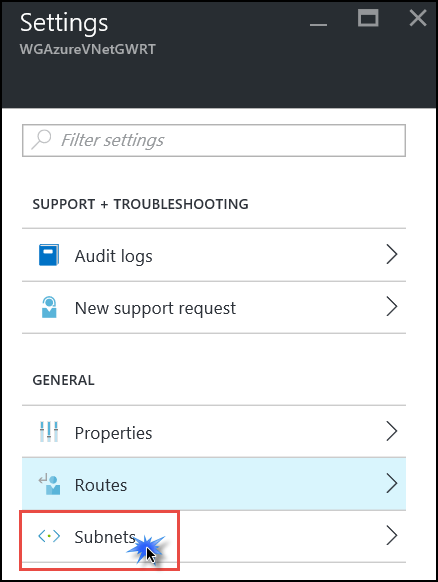 Settings
WGAzureVNetGWRT
Filter settings
SUPPORT + TROUBLESHOOTING
Audit logs
New support request
GENERAL
Properties
Routes
Subnets